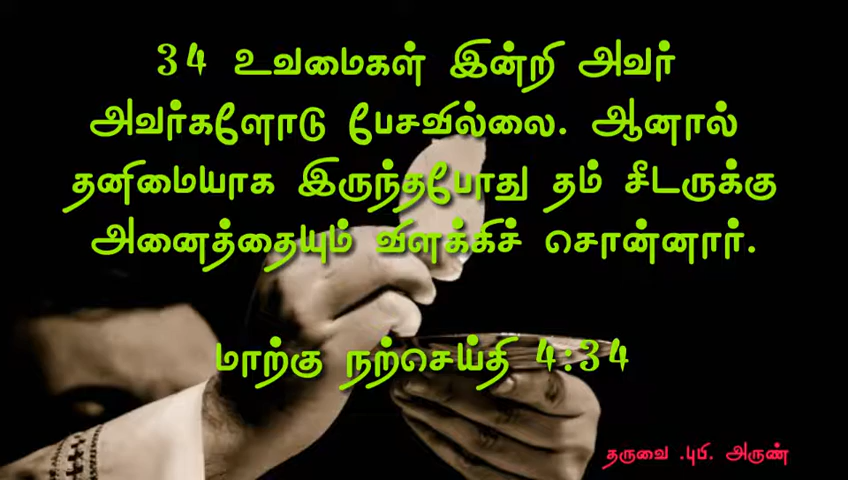 34 உவமைகள் இன்றி அவர்
அவர்களோடு பேசவில்லை. ஆனால்
தனிமையாக இருந்தபோது தம் சீடருக்கு
அனைத்தையும் விளக்கிச் சொன்னார்.
மாற்கு நற்செய்தி 4:34
தருவை .புபி. அருண்